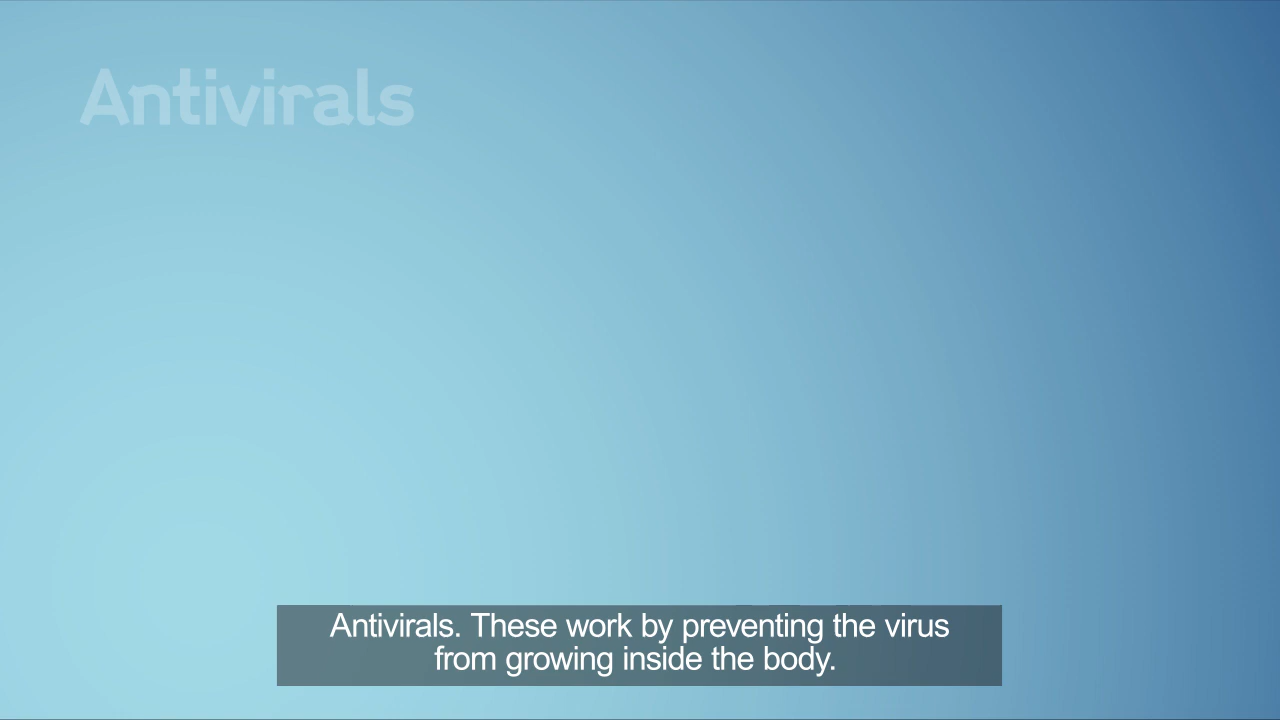 Antivirals
Antivirals. These work by preventing the virus
from growing inside the body.